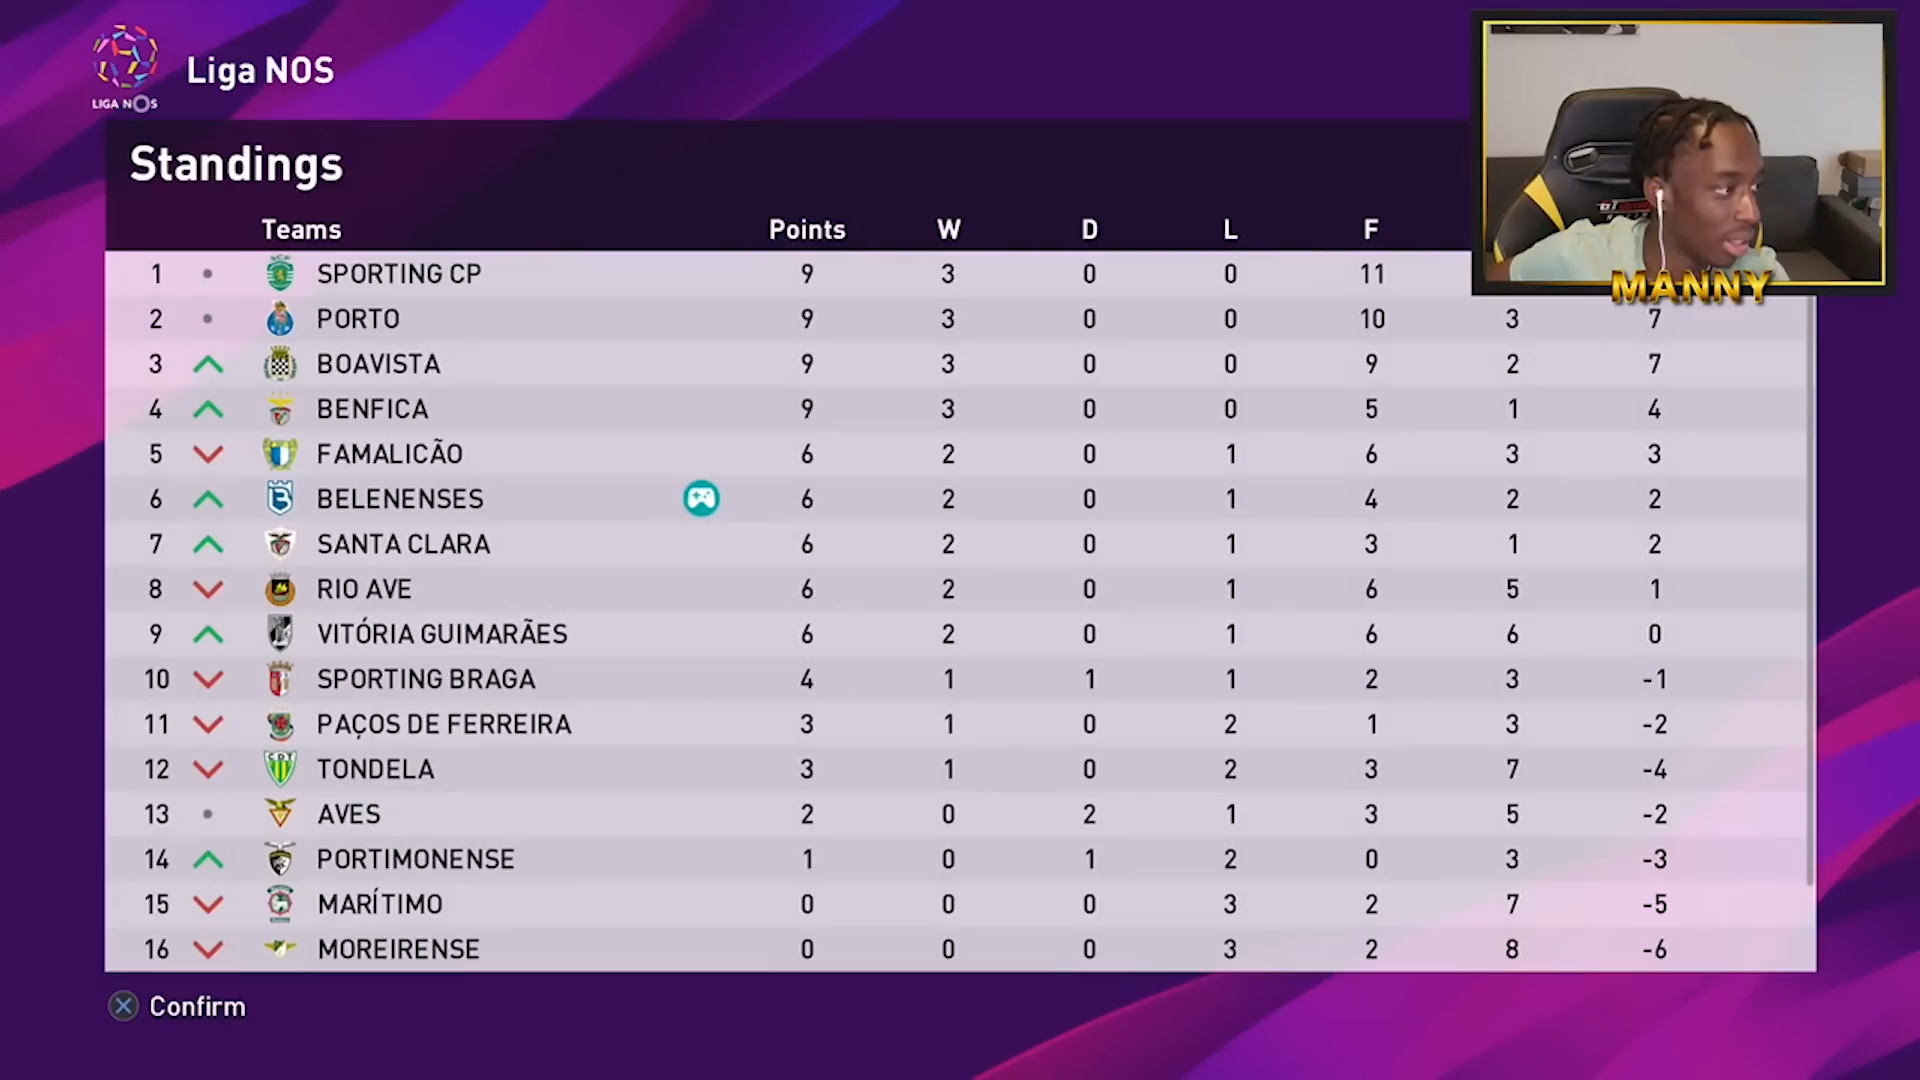 LIGA NOS
Liga NOS
Standings
Teams Points W D L F
1 SPORTING CP 9 3 0 0 11
2 PORTO 9 3 0 0 10 3 7
3 BOAVISTA 9 3 0 0 9 2 7
4 BENFICA 9 3 0 0 5 1 4
5 FAMALICÃO 6 2 0 1 6 3 3
6 BELENENSES 6 2 0 1 4 2 2
7 SANTA CLARA 6 2 0 1 3 1 2
8 RIO AVE 6 2 0 1 6 5 1
9 VITÓRIA GUIMARÃES 6 2 0 1 6 6 0
10 SPORTING BRAGA 4 1 1 1 2 3 -1
11 PAÇOS DE FERREIRA 3 1 0 2 1 3 -2
12 TONDELA 3 1 0 2 3 7 -4
13 AVES 2 0 2 1 3 5 -2
14 PORTIMONENSE 1 0 1 2 0 3 -3
15 MARÍTIMO 0 0 0 3 2 7 -5
16 MOREIRENSE 0 0 0 3 2 8 -6
Confirm
MANNY